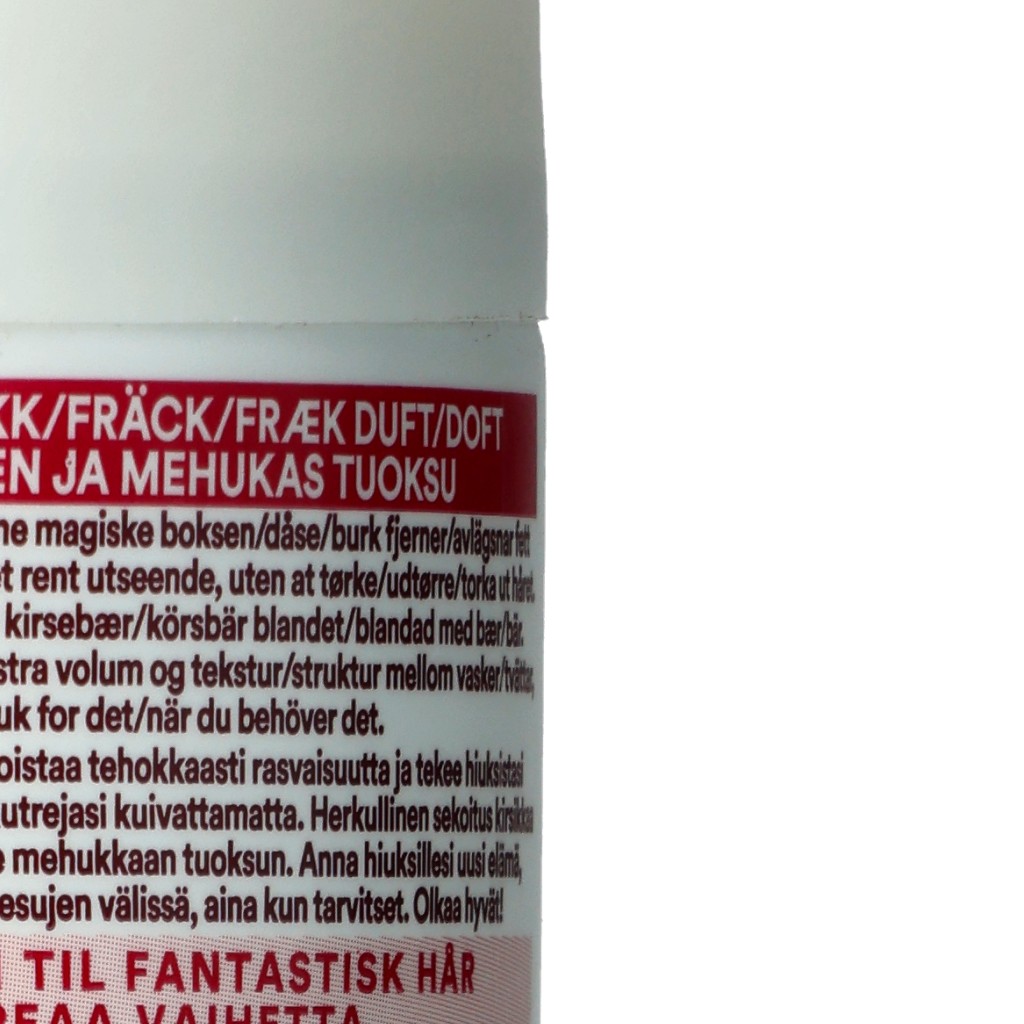 KK/FRÄCK/FRÆK DUFT/DOFT
EN JA MEHUKAS TUOKSU
ne magiske boksen/dåse/burk fjerner/avlägsnar fett
t rent utseende, uten at tørke/udtørre/torka ut håret.
kirsebær/körsbär blandet/blandad med bær/bär.
stra volum og tekstur/struktur mellom vasker/tvättar,
uk for det/när du behöver det.
oistaa tehokkaasti rasvaisuutta ja tekee hiuksistasi
utrejasi kuivattamatta. Herkullinen sekoitus kirsikkaa
e mehukkaan tuoksun. Anna hiuksillesi uusi elämä,
esujen välissä, aina kun tarvitset. Olkaa hyvät!
TIL FANTASTISK HÅR
VAIHETTA